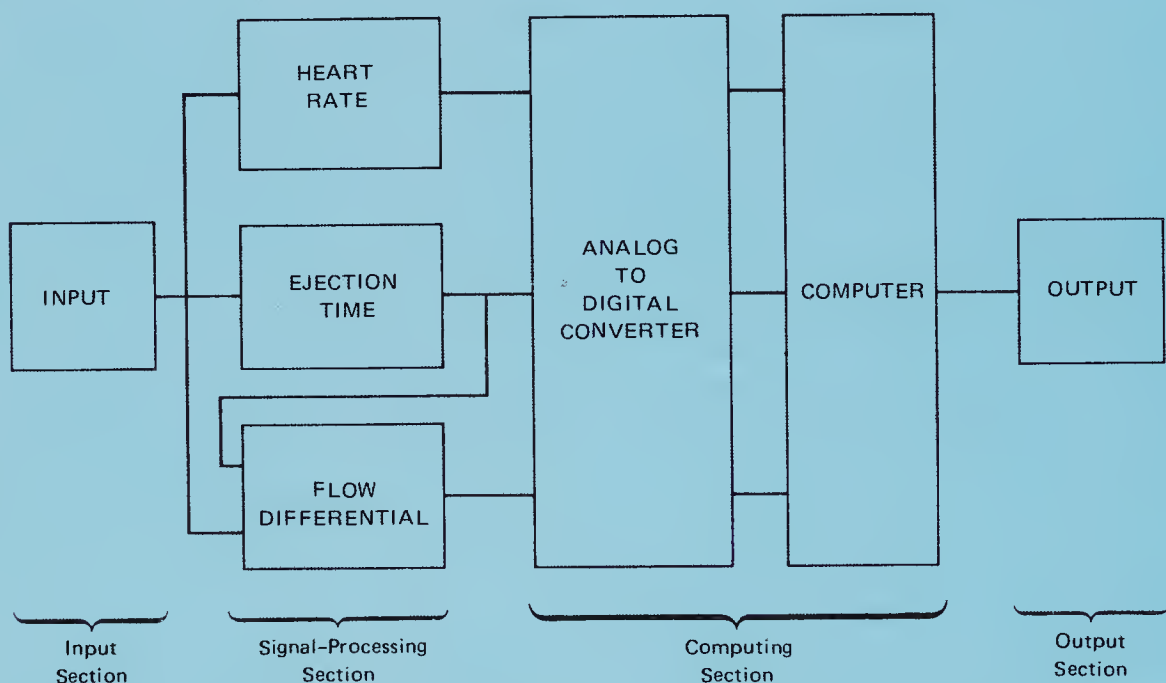 HEART
RATE
INPUT
EJECTION
TIME
FLOW
DIFFERENTIAL
ANALOG
TO
DIGITAL
CONVERTER
COMPUTER
OUTPUT
Input
Section
Signal-Processing
Section
Computing
Section
Output
Section